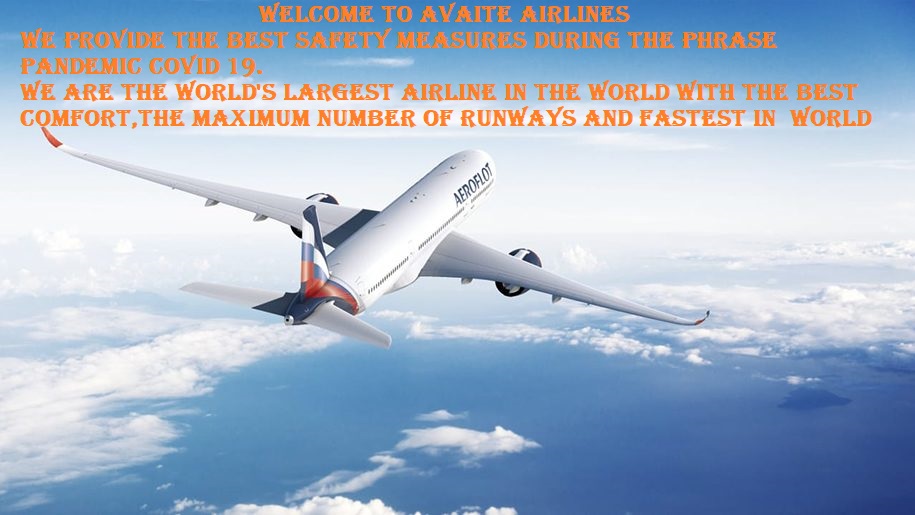 WELCOME TO AVAITE AIRLINES
WE PROVIDE THE BEST SAFETY MEASURES DURING THE PHRASE
PANDEMIC COVID 19.
WE ARE THE WORLD'S LARGEST AIRLINE IN THE WORLD WITH THE BEST
COMFORT,THE MAXIMUM NUMBER OF RUNWAYS AND FASTEST IN WORLD
AEROFLOT